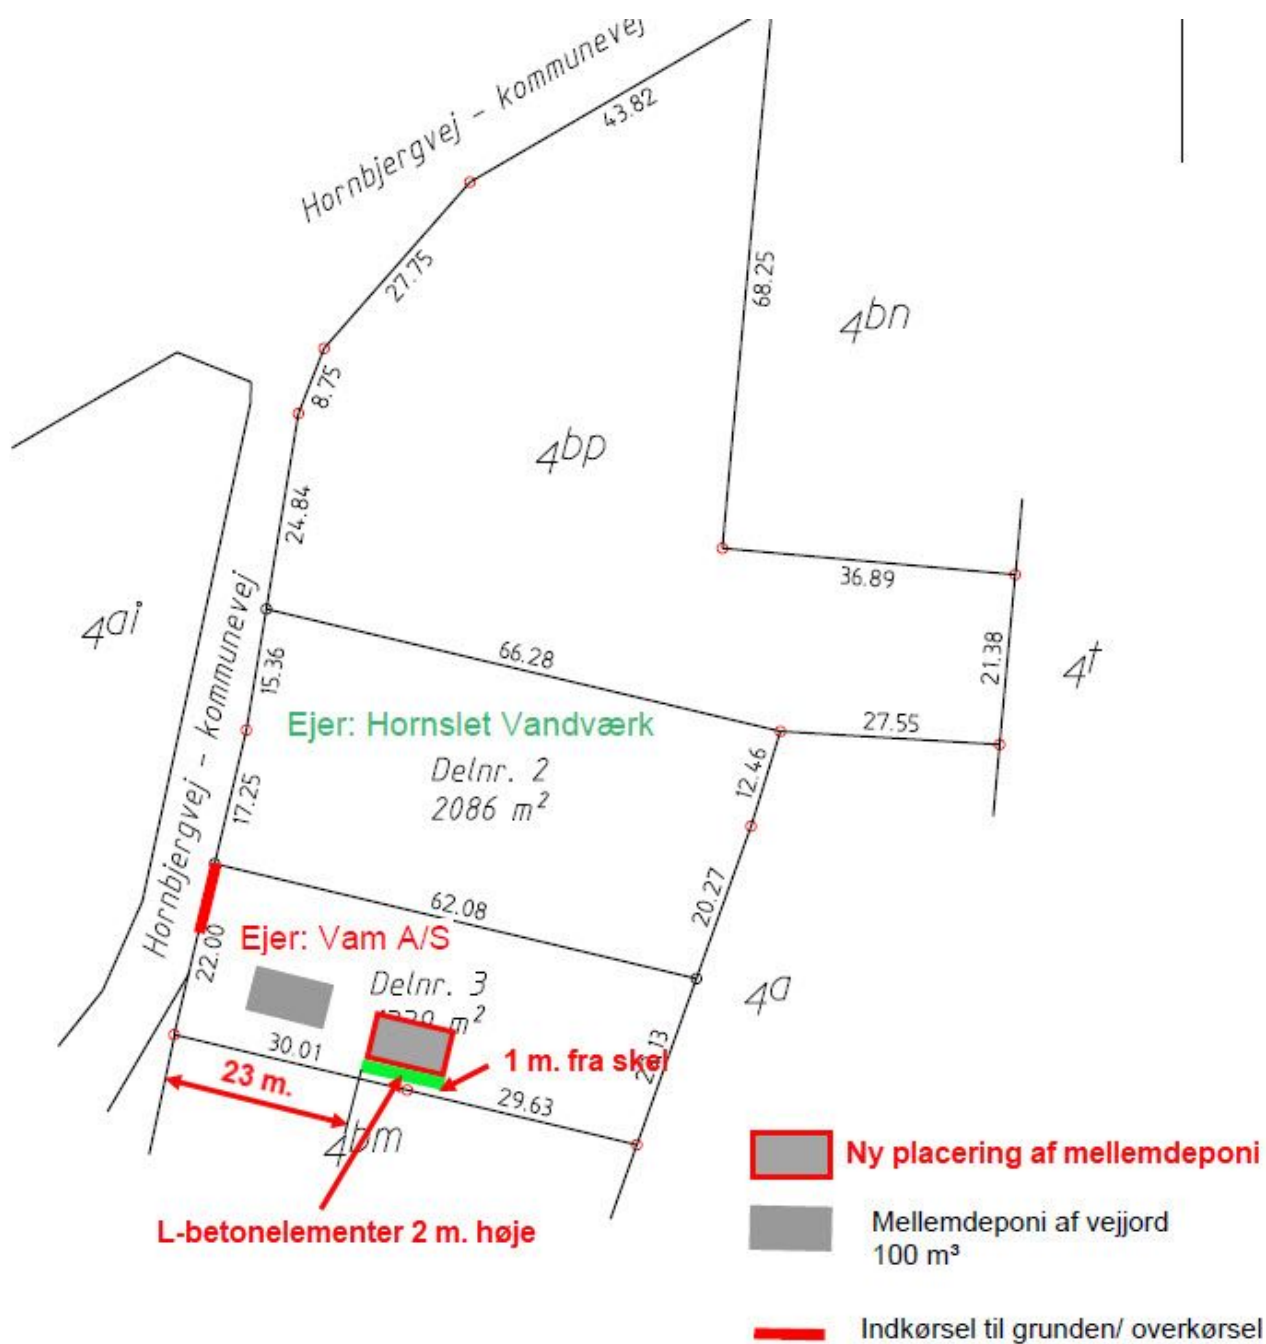 Hornbjergvej - kommunevej
43.82
27.75
68.25
4bn
8.75
4bp
24.84
36.89
4ai
Hornbjergvej - kommunevej
15.36
66.28
21.38
4t
Ejer: Hornslet Vandværk
27.55
Delnr. 2
2086 m²
12.46
17.25
20.27
62.08
Ejer: Vam A/S
22.00
Delnr. 3
m²
4a
30.01
1 m. fra skel
23 m.
29.63
4bm
L-betonelementer 2 m. høje
Ny placering af mellemdeponi
Mellemdeponi af vejjord
100 m³
Indkørsel til grunden/ overkørsel